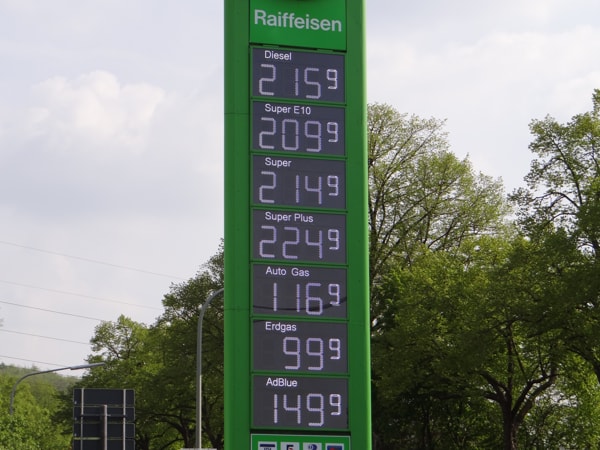 Raiffeisen
Diesel
2159
Super E10
2099
Super
2149
Super Plus
2249
Auto Gas
1169
Erdgas
999
AdBlue
1499